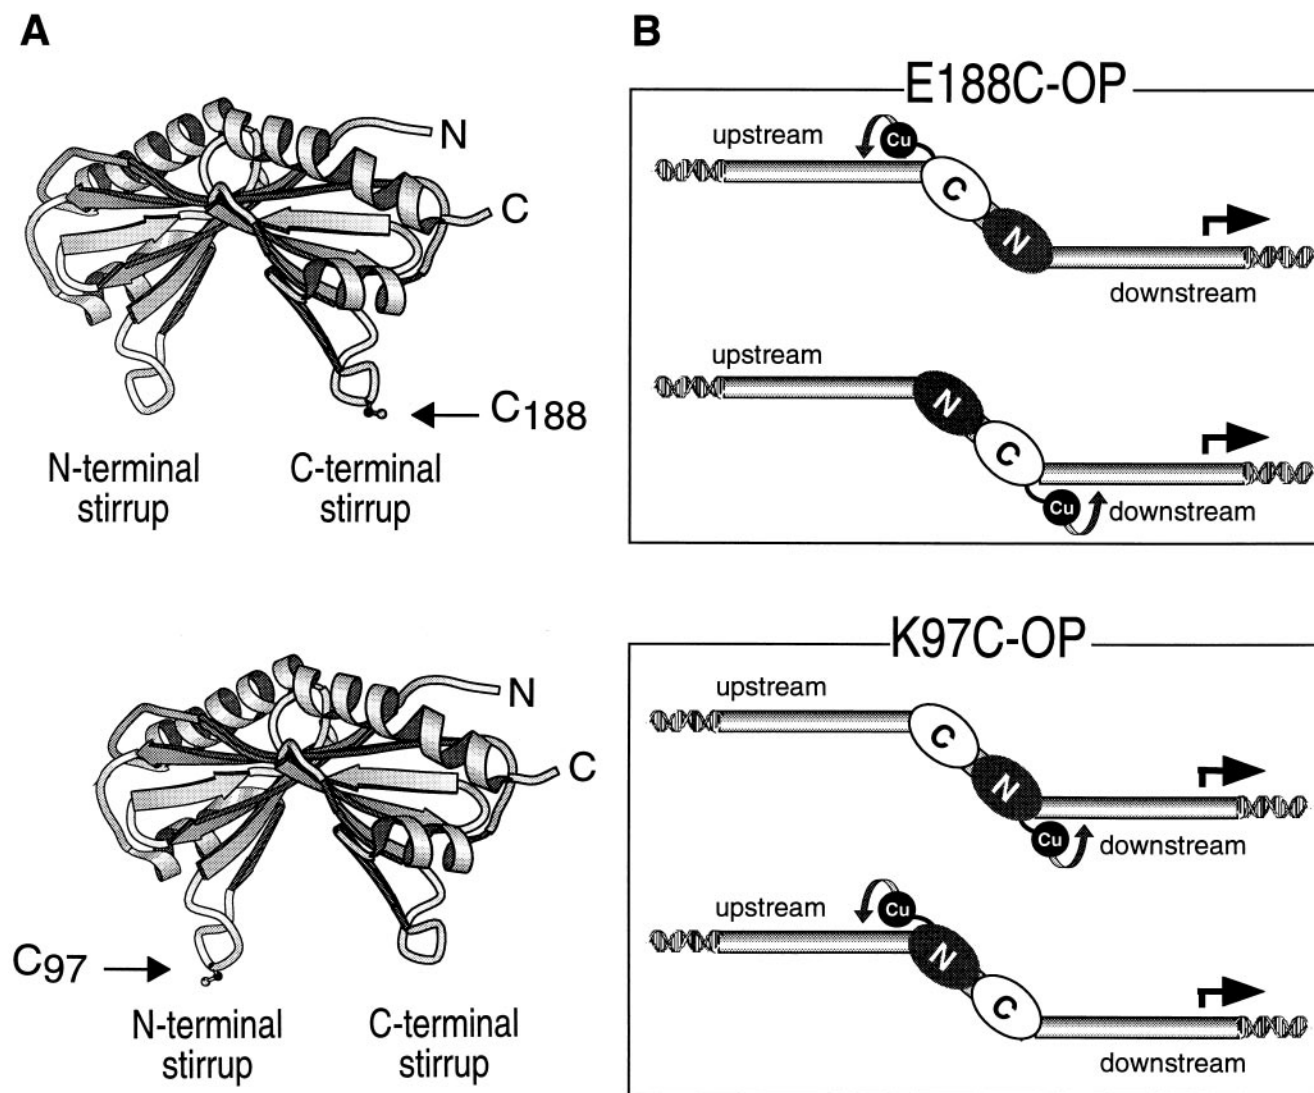 A
N
C
C188
N-terminal
stirrup
C-terminal
stirrup
N
C
C97
N-terminal
stirrup
C-terminal
stirrup
B
E188C-OP
upstream
Cu
C
N
downstream
upstream
N
C
Cu
downstream
K97C-OP
upstream
C
N
Cu
downstream
upstream
Cu
N
C
downstream